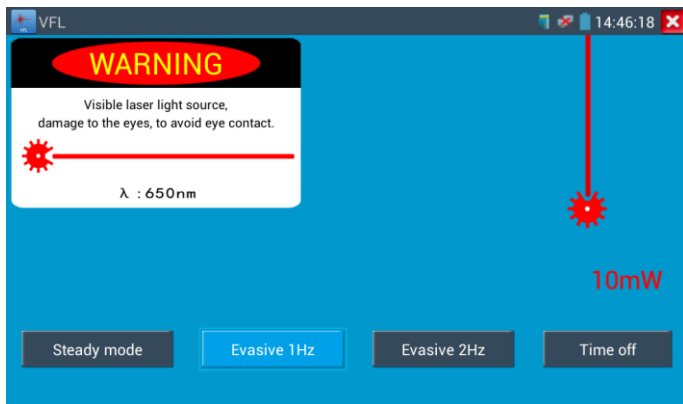 VFL
14:46:18
WARNING
Visible laser light source,
damage to the eyes, to avoid eye contact.
λ :650nm
10mW
Steady mode
Evasive 1Hz
Evasive 2Hz
Time off